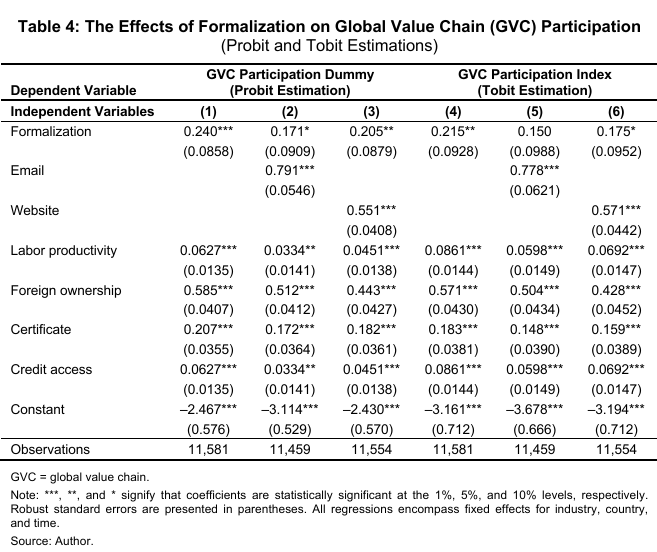 Table 4: The Effects of Formalization on Global Value Chain (GVC) Participation
(Probit and Tobit Estimations)
Dependent Variable GVC Participation Dummy (Probit Estimation) GVC Participation Index (Tobit Estimation)
Independent Variables (1) (2) (3) (4) (5) (6)
Formalization 0.240*** 0.171* 0.205** 0.215** 0.150 0.175*
(0.0858) (0.0909) (0.0879) (0.0928) (0.0988) (0.0952)
Email 0.791*** 0.778***
(0.0546) (0.0621)
Website 0.551*** 0.571***
(0.0408) (0.0442)
Labor productivity 0.0627*** 0.0334** 0.0451*** 0.0861*** 0.0598*** 0.0692***
(0.0135) (0.0141) (0.0138) (0.0144) (0.0149) (0.0147)
Foreign ownership 0.585*** 0.512*** 0.443*** 0.571*** 0.504*** 0.428***
(0.0407) (0.0412) (0.0427) (0.0430) (0.0434) (0.0452)
Certificate 0.207*** 0.172*** 0.182*** 0.183*** 0.148*** 0.159***
(0.0355) (0.0364) (0.0361) (0.0381) (0.0390) (0.0389)
Credit access 0.0627*** 0.0334** 0.0451*** 0.0861*** 0.0598*** 0.0692***
(0.0135) (0.0141) (0.0138) (0.0144) (0.0149) (0.0147)
Constant –2.467*** –3.114*** –2.430*** –3.161*** –3.678*** –3.194***
(0.576) (0.529) (0.570) (0.712) (0.666) (0.712)
Observations 11,581 11,459 11,554 11,581 11,459 11,554
GVC = global value chain.
Note: ***, **, and * signify that coefficients are statistically significant at the 1%, 5%, and 10% levels, respectively.
Robust standard errors are presented in parentheses. All regressions encompass fixed effects for industry, country,
and time.
Source: Author.